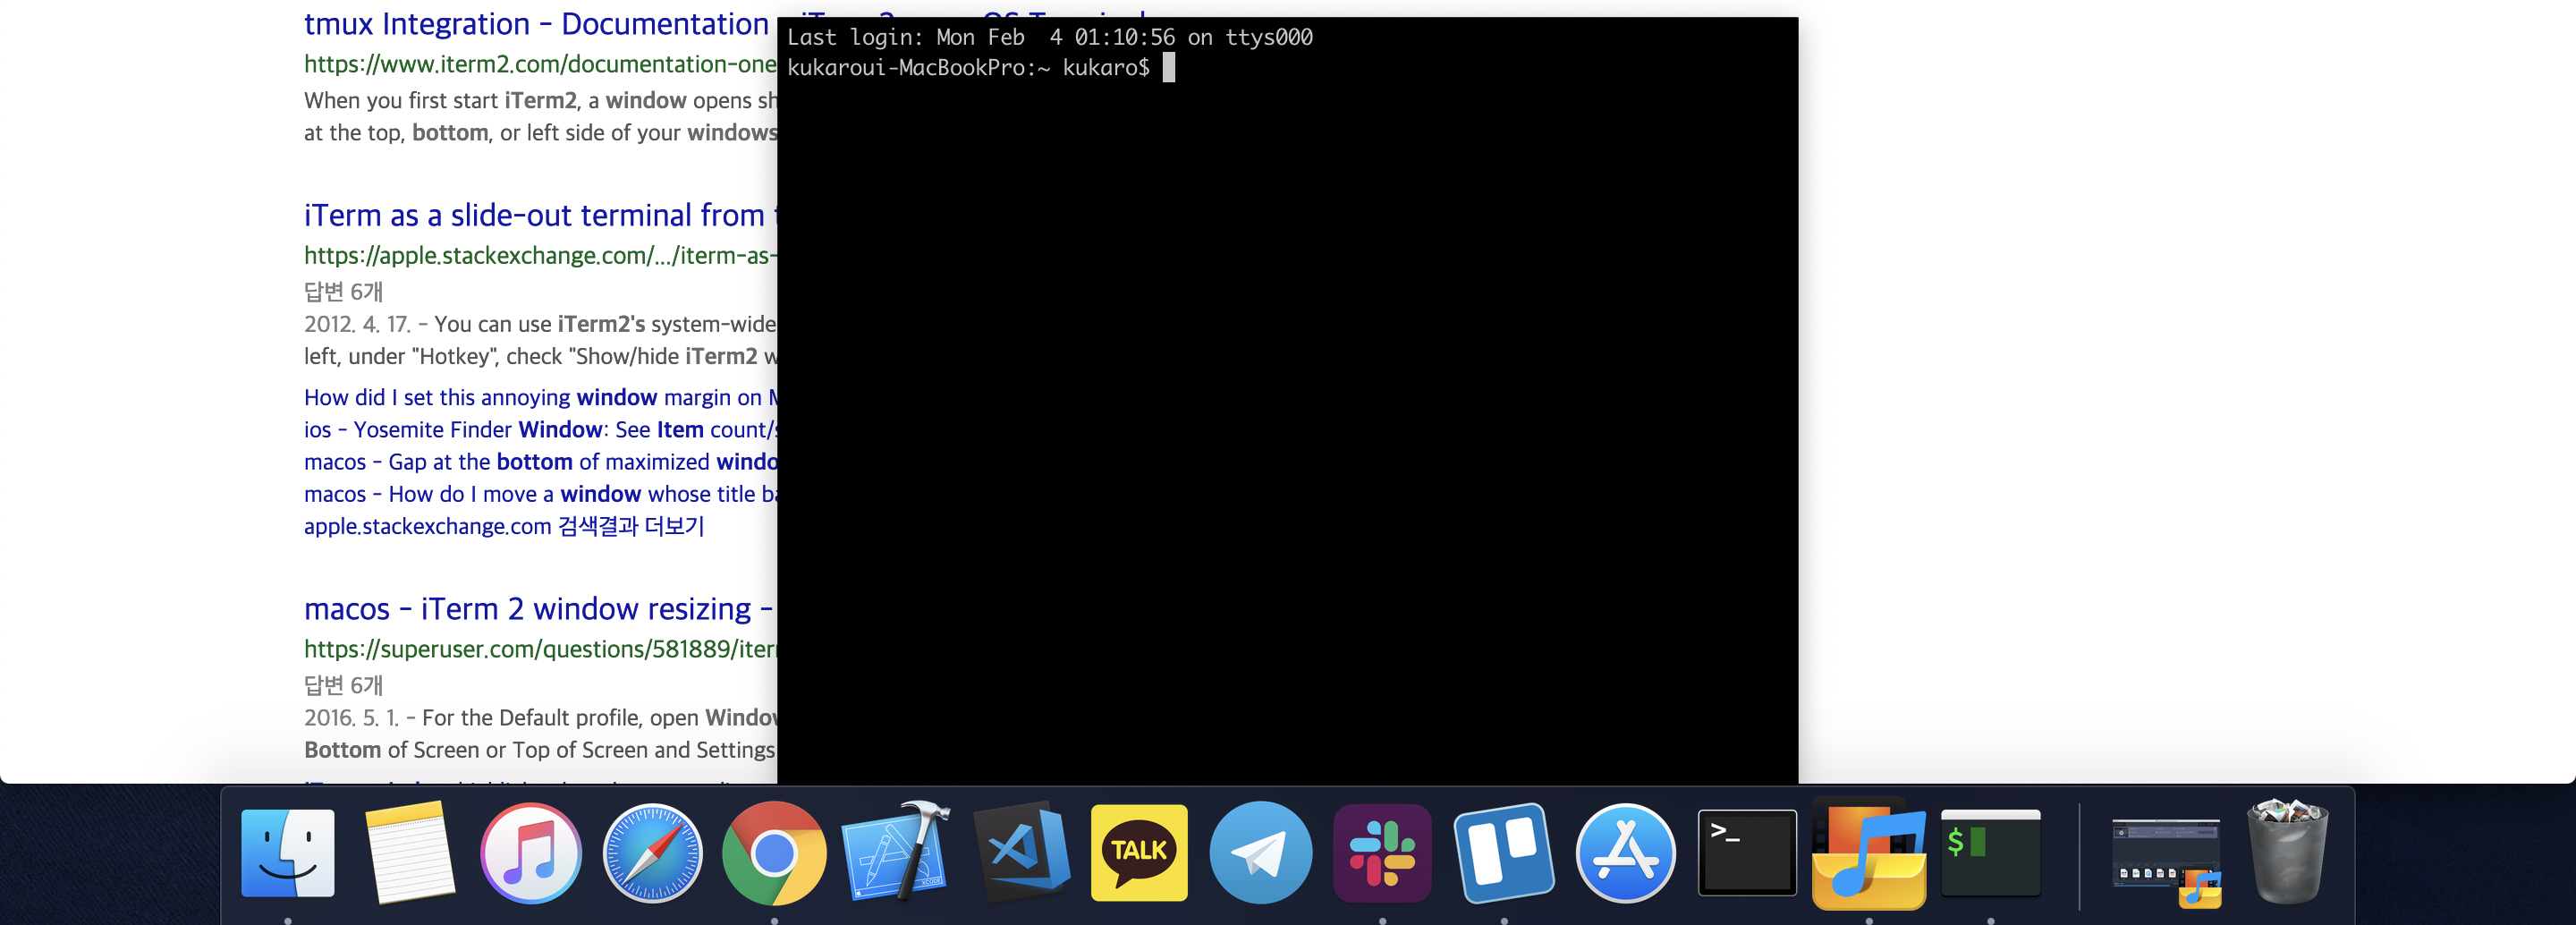 tmux Integration - Documentation
https://www.iterm2.com/documentation-one
When you first start iTerm2, a window opens sh
at the top, bottom, or left side of your windows
iTerm as a slide-out terminal from
https://apple.stackexchange.com/.../iterm-as-
답변 6개
2012. 4. 17. - You can use iTerm2's system-wide
left, under "Hotkey", check "Show/hide iTerm2 w
How did I set this annoying window margin on
ios - Yosemite Finder Window: See Item count/s
macos - Gap at the bottom of maximized windo
macos - How do I move a window whose title ba
apple.stackexchange.com 검색결과 더보기
macos - iTerm 2 window resizing -
https://superuser.com/questions/581889/iter
답변 6개
2016. 5. 1. - For the Default profile, open Window
Bottom of Screen or Top of Screen and Settings
Last login: Mon Feb  4 01:10:56 on ttys000
kukaroui-MacBookPro:~ kukaro$
TALK
XCODE
>_
$